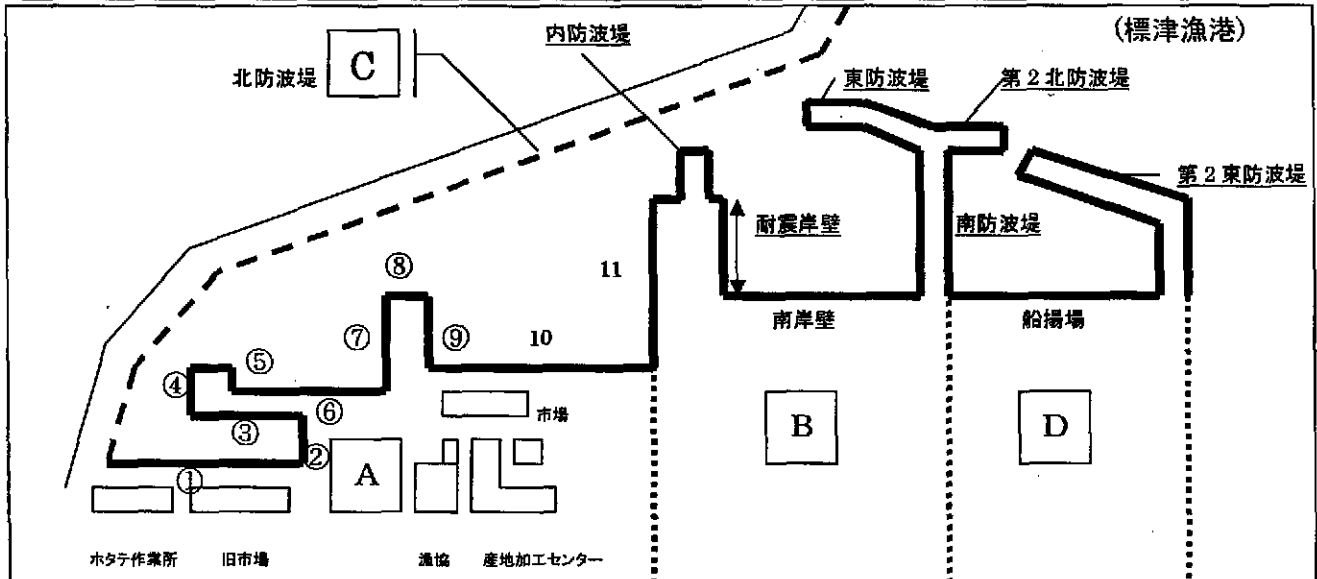 (標津漁港)
内防波堤
北防波堤 C
東防波堤
第2北防波堤
第2東防波堤
耐震岸壁
南防波堤
⑧
11
⑦
⑨
10
南岸壁
船揚場
⑤
④
⑥
市場
③
②
A
B
D
①
ホタテ作業所
旧市場
漁協
産地加工センター